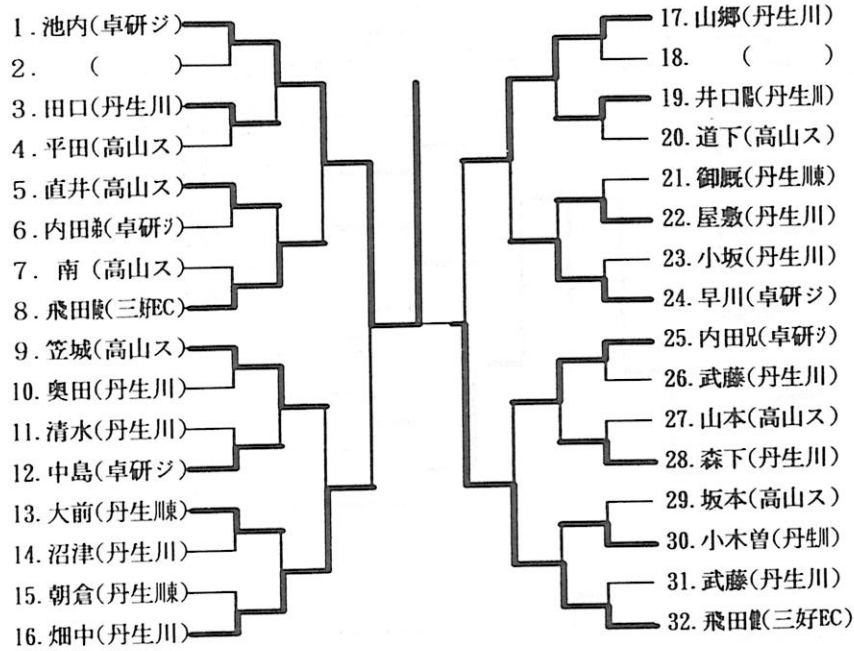 1.池内(卓研ジ)
2.　(　　)
3.田口(丹生川)
4.平田(高山ス)
5.直井(高山ス)
6.内田弟(卓研ジ)
7.南(高山ス)
8.飛田(三好EC)
9.笠城(高山ス)
10.奥田(丹生川)
11.清水(丹生川)
12.中島(卓研ジ)
13.大前(丹生川東)
14.沼津(丹生川)
15.朝倉(丹生川東)
16.畑中(丹生川)
17.山郷(丹生川)
18.　(　　)
19.井口(丹生川)
20.道下(高山ス)
21.御厩(丹生川東)
22.屋敷(丹生川)
23.小坂(丹生川)
24.早川(卓研ジ)
25.内田兄(卓研ジ)
26.武藤(丹生川)
27.山本(高山ス)
28.森下(丹生川)
29.坂本(高山ス)
30.小木曽(丹生川)
31.武藤(丹生川)
32.飛田健(三好EC)